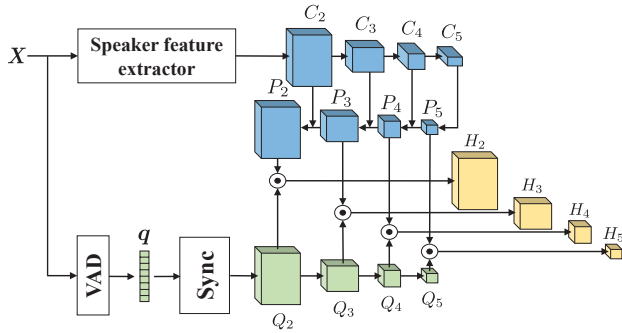 C2 C3 C4 C5
X Speaker feature
extractor
P2 P3 P4 P5
H2
H3
H4
H5
VAD q Sync
Q2 Q3 Q4 Q5